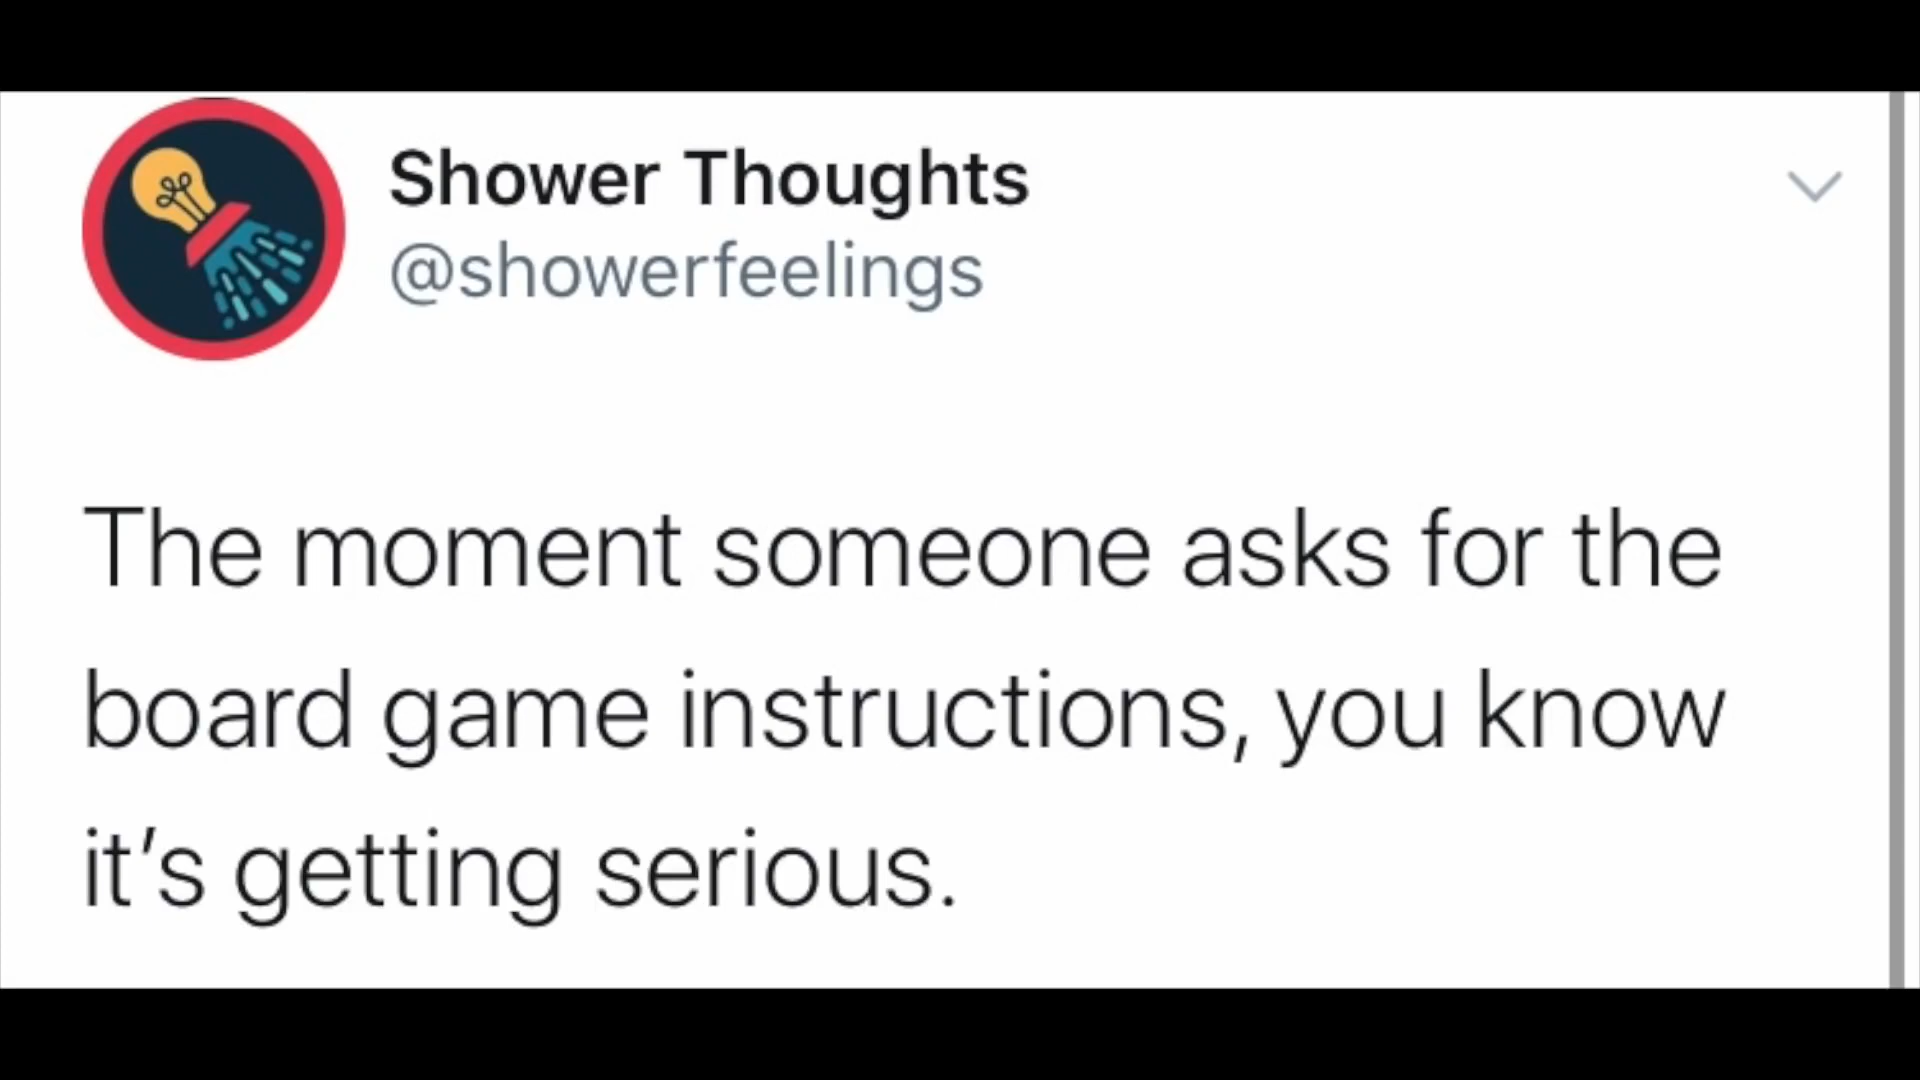 Shower Thoughts
@showerfeelings
The moment someone asks for the
board game instructions, you know
it’s getting serious.